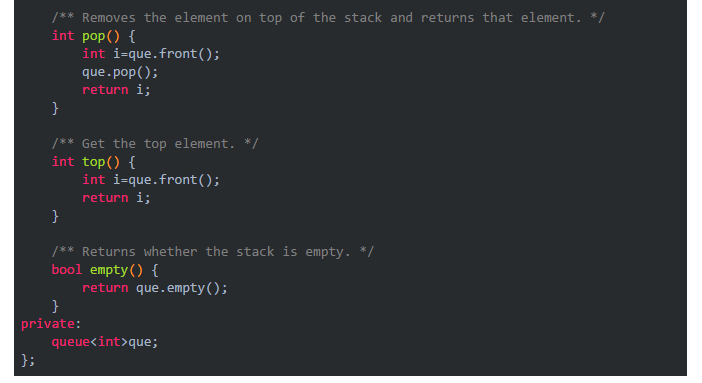 /** Removes the element on top of the stack and returns that element. */
int pop() {
int i=que.front();
que.pop();
return i;
}
/** Get the top element. */
int top() {
int i=que.front();
return i;
}
/** Returns whether the stack is empty. */
bool empty() {
return que.empty();
}
private:
queue<int>que;
};